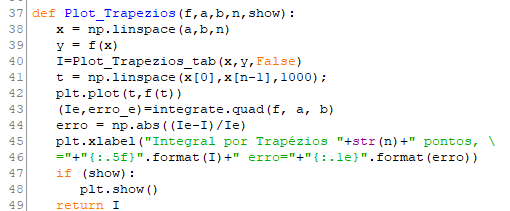 37 def Plot_Trapezios(f,a,b,n,show):
38     x = np.linspace(a,b,n)
39     y = f(x)
40     I=Plot_Trapezios_tab(x,y,False)
41     t = np.linspace(x[0],x[n-1],1000);
42     plt.plot(t,f(t))
43     (Ie,erro_e)=integrate.quad(f, a, b)
44     erro = np.abs((Ie-I)/Ie)
45     plt.xlabel("Integral por Trapézios "+str(n)+" pontos, \
46     ="+"{:.5f}".format(I)+" erro="+"{:.1e}".format(erro))
47     if (show):
48         plt.show()
49     return I